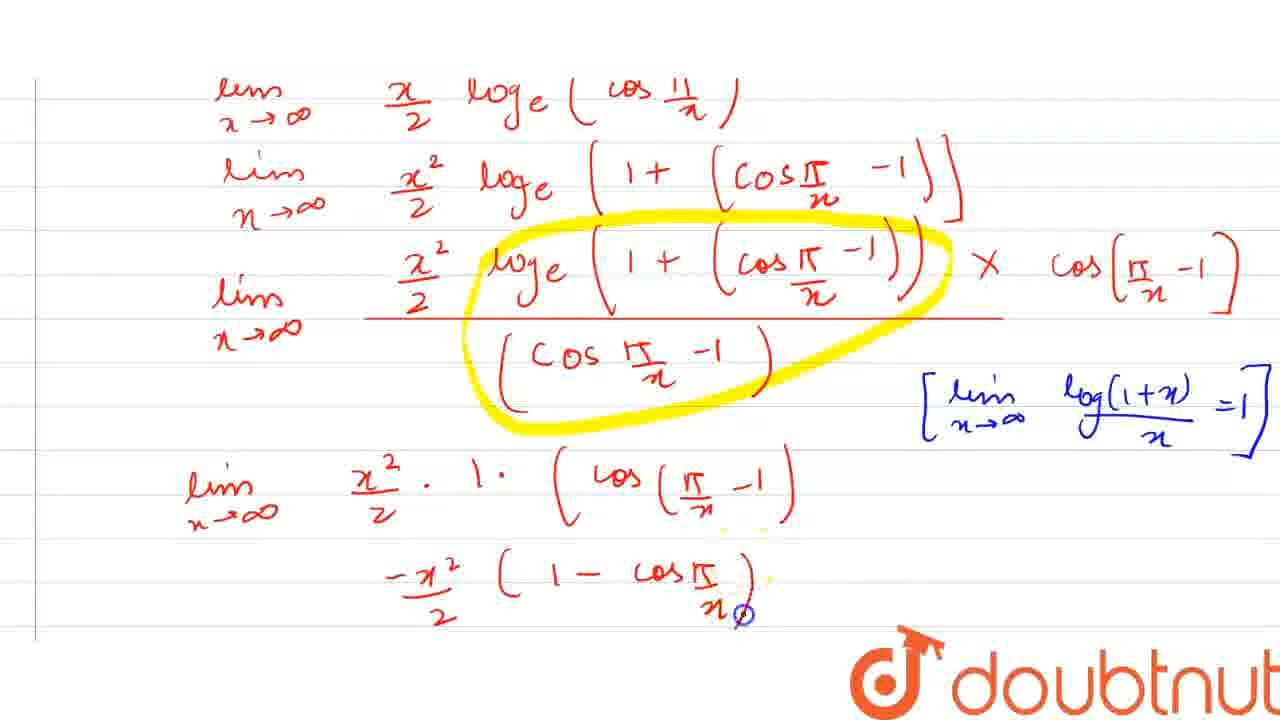 lim x→∞ x/2 logₑ ( cos π/x )
lim x→∞ x²/2 logₑ [ 1 + ( cos π/x - 1 ) ]
lim x→∞ x²/2 logₑ ( 1 + ( cos π/x - 1 ) ) / ( cos π/x - 1 ) × cos ( π/x - 1 ]
[ lim x→∞ log(1+x)/x = 1 ]
lim x→∞ x²/2 · 1 · ( cos ( π/x - 1 )
-x²/2 ( 1 - cos π/x )
doubtnut